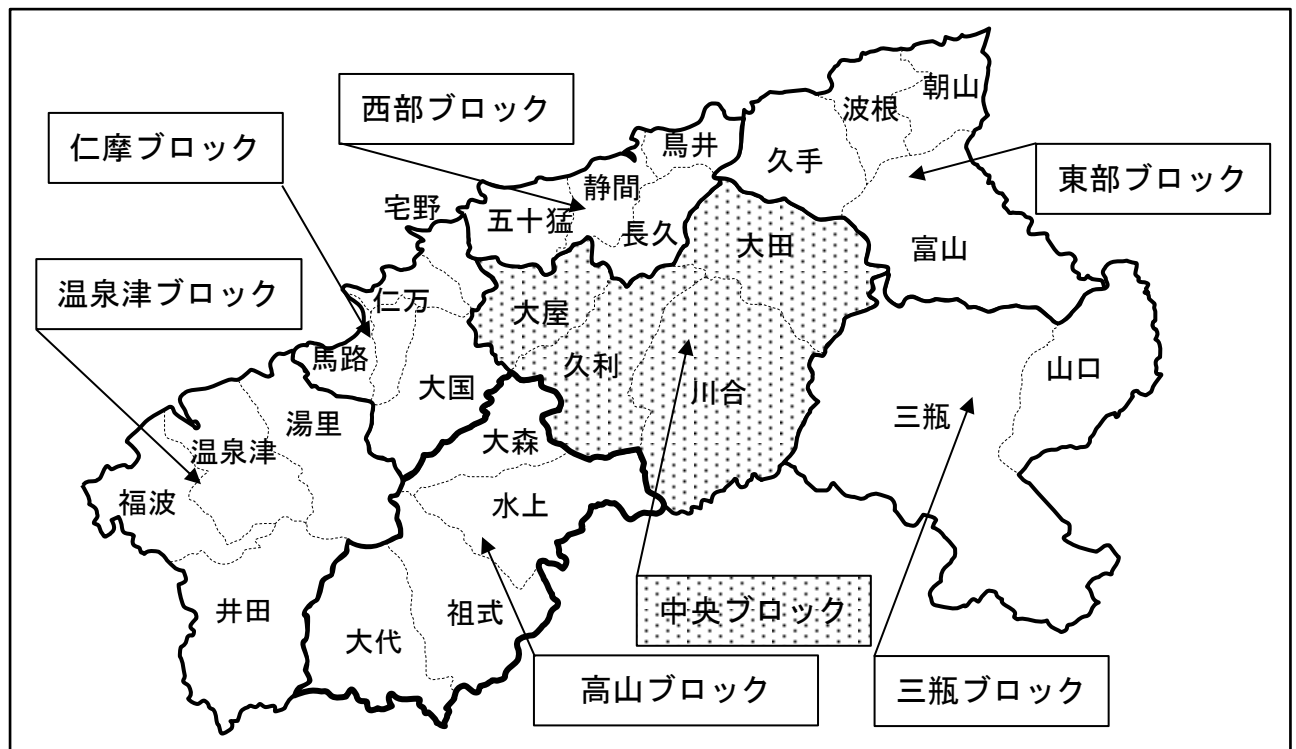 朝山
波根
西部ブロック
鳥井
仁摩ブロック
久手
東部ブロック
静間
宅野
五十猛
長久
大田
富山
温泉津ブロック
仁万
大屋
馬路
久利
山口
大国
川合
三瓶
湯里
大森
温泉津
福波
水上
井田
祖式
中央ブロック
大代
高山ブロック
三瓶ブロック